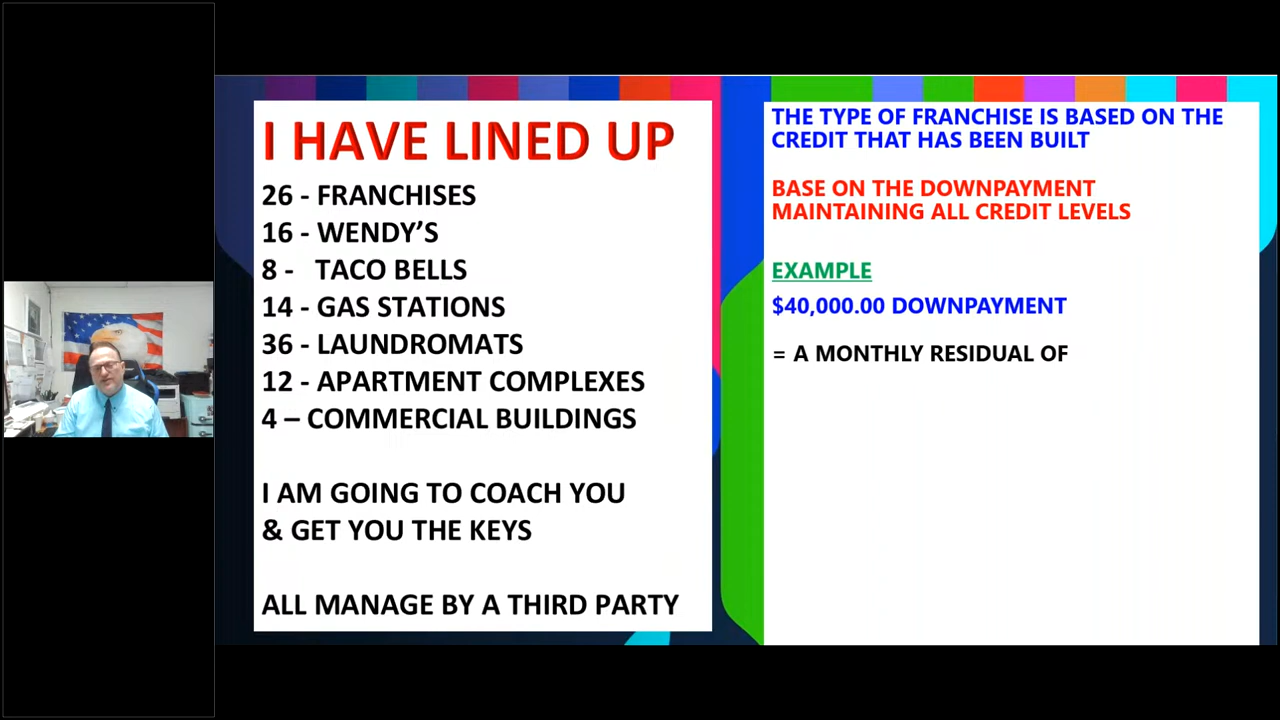 I HAVE LINED UP
26 - FRANCHISES
16 - WENDY'S
8 - TACO BELLS
14 - GAS STATIONS
36 - LAUNDROMATS
12 - APARTMENT COMPLEXES
4 – COMMERCIAL BUILDINGS
I AM GOING TO COACH YOU
& GET YOU THE KEYS
ALL MANAGE BY A THIRD PARTY
THE TYPE OF FRANCHISE IS BASED ON THE
CREDIT THAT HAS BEEN BUILT
BASE ON THE DOWNPAYMENT
MAINTAINING ALL CREDIT LEVELS
EXAMPLE
$40,000.00 DOWNPAYMENT
= A MONTHLY RESIDUAL OF